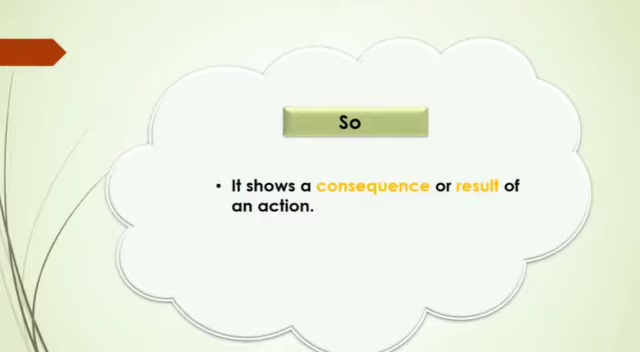 So
• It shows a consequence or result of
an action.